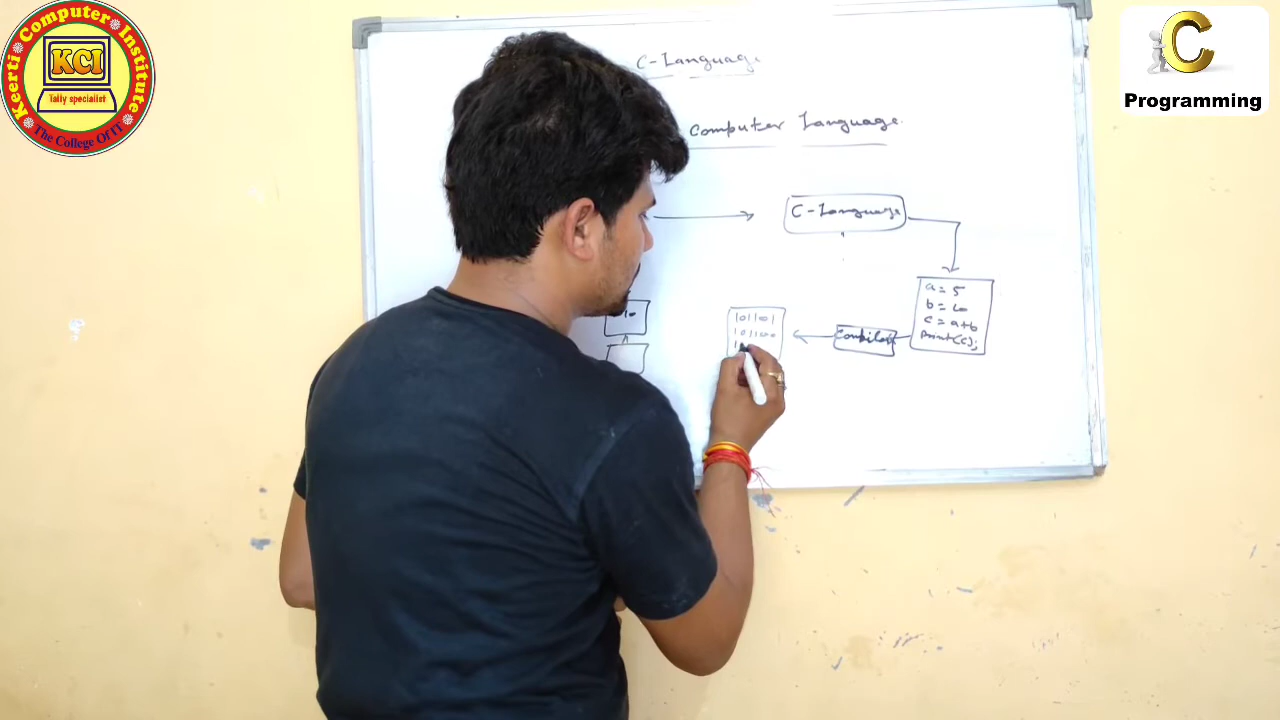 Keerti Computer Institute
KCI
Tally specialist
The College Of IT
C
Programming
C-Language
Computer Language.
C-Language
a = 5
b = 10
c = a+b
Print(c);
Compiler
101101
101100